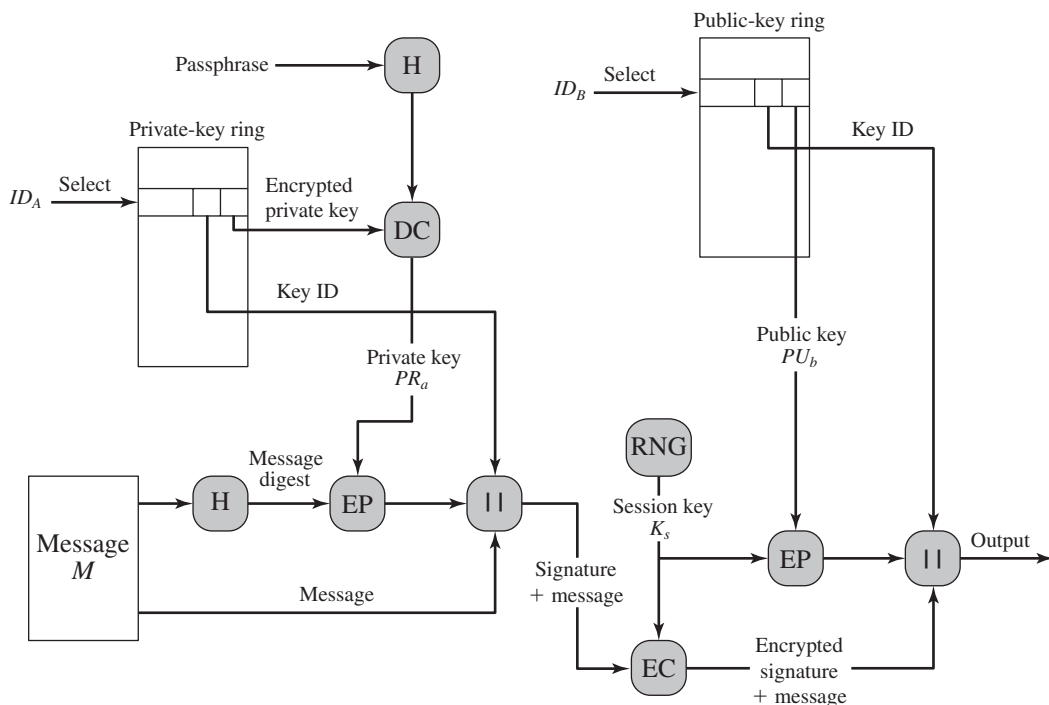 Public-key ring
Passphrase
H
ID_B
Select
Key ID
Private-key ring
ID_A
Select
Encrypted
private key
DC
Key ID
Private key
PR_a
Public key
PU_b
RNG
Message
digest
Session key
K_s
Message
M
H
EP
||
EP
||
Output
Message
Signature
+ message
EC
Encrypted
signature
+ message